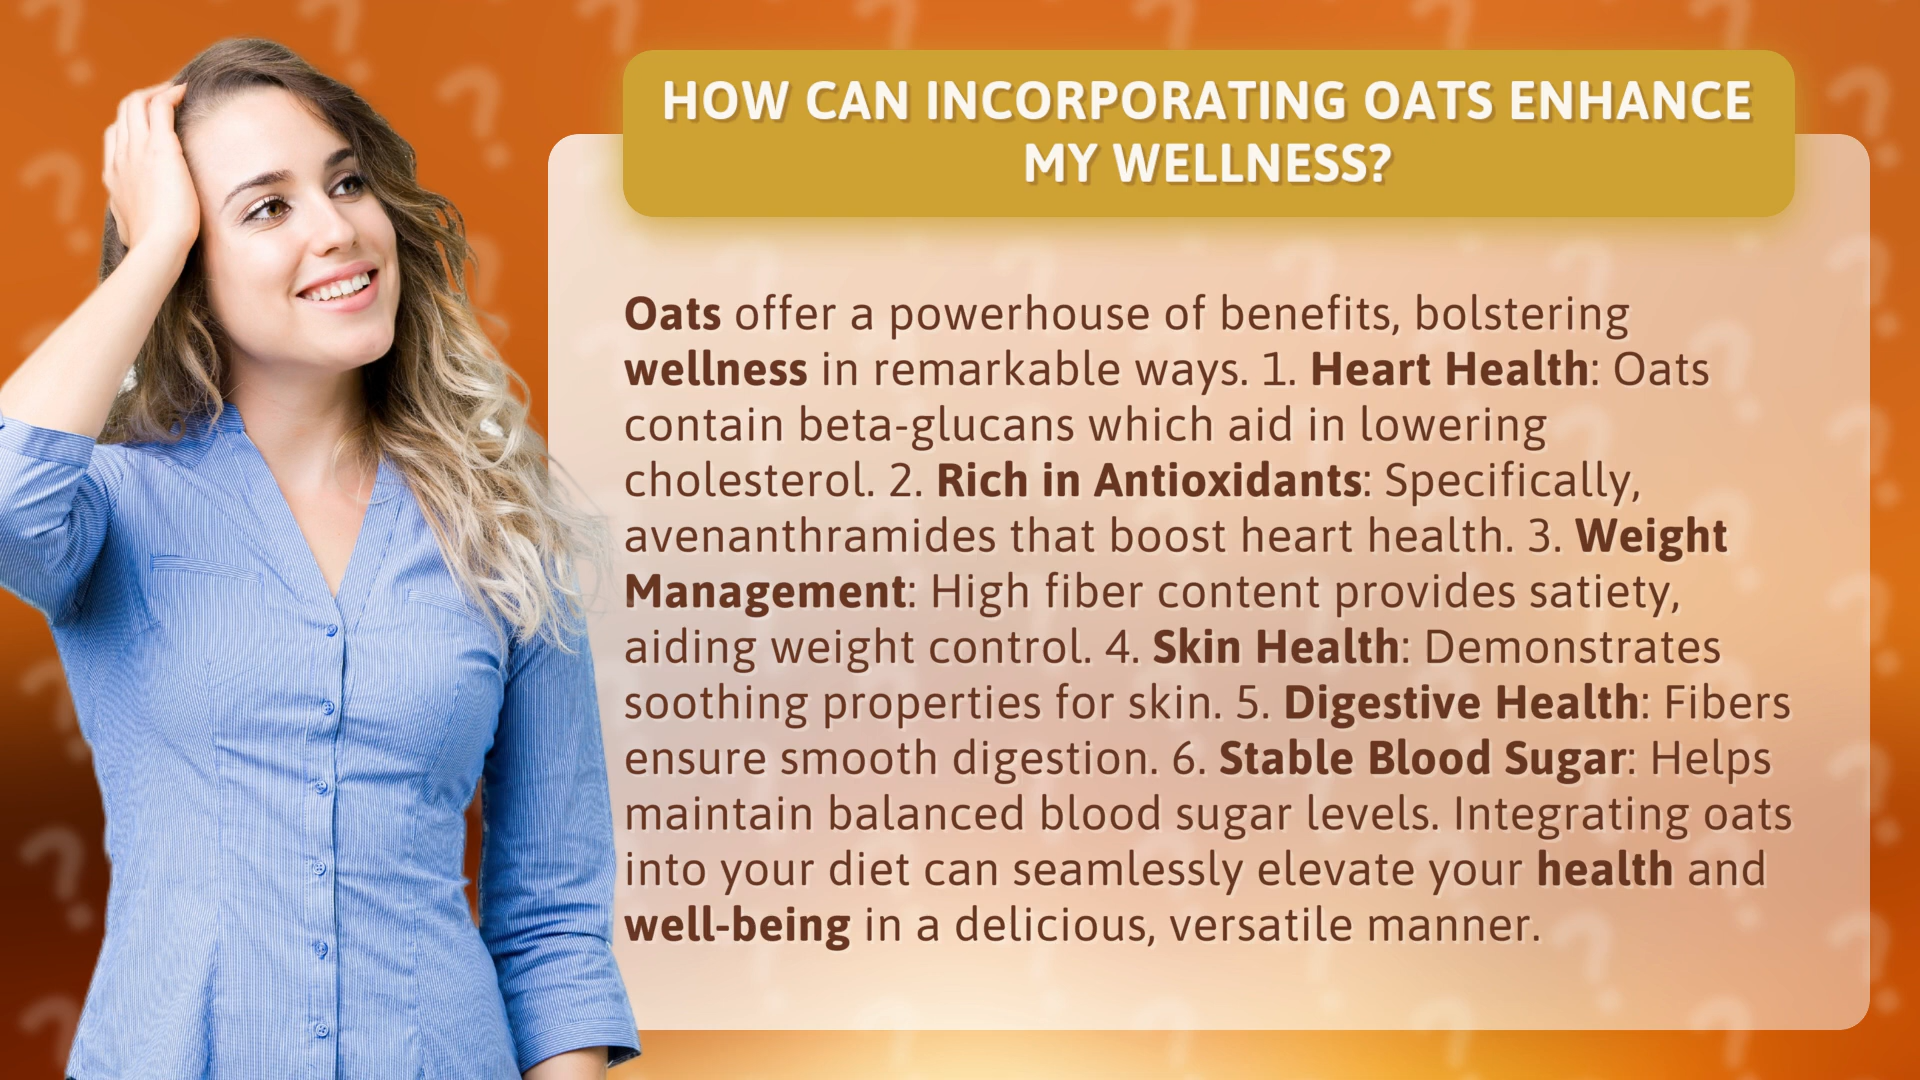 HOW CAN INCORPORATING OATS ENHANCE
MY WELLNESS?
Oats offer a powerhouse of benefits, bolstering
wellness in remarkable ways. 1. Heart Health: Oats
contain beta-glucans which aid in lowering
cholesterol. 2. Rich in Antioxidants: Specifically,
avenanthramides that boost heart health. 3. Weight
Management: High fiber content provides satiety,
aiding weight control. 4. Skin Health: Demonstrates
soothing properties for skin. 5. Digestive Health: Fibers
ensure smooth digestion. 6. Stable Blood Sugar: Helps
maintain balanced blood sugar levels. Integrating oats
into your diet can seamlessly elevate your health and
well-being in a delicious, versatile manner.